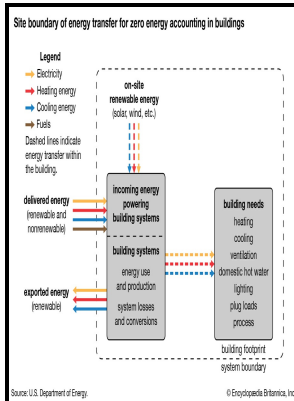 Site boundary of energy transfer for zero energy accounting in buildings
Legend
Electricity
Heating energy
Cooling energy
Fuels
Dashed lines indicate
energy transfer within
the building.
on-site
renewable energy
(solar, wind, etc.)
delivered energy
(renewable and
nonrenewable)
exported energy
(renewable)
incoming energy
powering
building systems
building systems
energy use
and production
system losses
and conversions
building needs
heating
cooling
ventilation
domestic hot water
lighting
plug loads
process
building footprint
system boundary
Source: U.S. Department of Energy.
© Encyclopædia Britannica, Inc